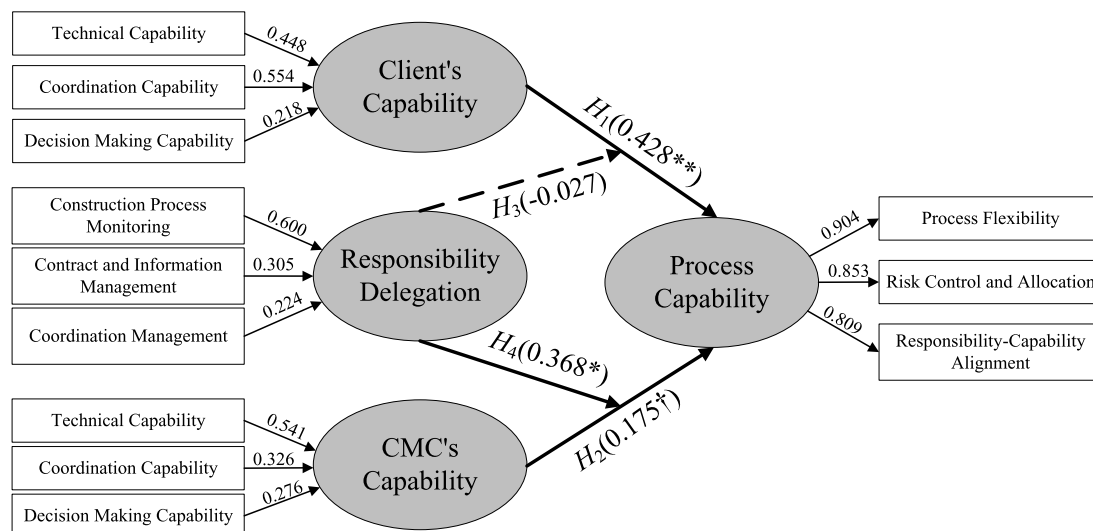 Technical Capability
0.448
Coordination Capability
0.554
Decision Making Capability
0.218
Client's
Capability
H1(0.428**)
H3(-0.027)
Construction Process
Monitoring
0.600
Contract and Information
Management
0.305
Coordination Management
0.224
Responsibility
Delegation
Process
Capability
0.904
Process Flexibility
0.853
Risk Control and Allocation
0.809
Responsibility-Capability
Alignment
H4(0.368*)
H2(0.175†)
Technical Capability
0.541
Coordination Capability
0.326
Decision Making Capability
0.276
CMC's
Capability